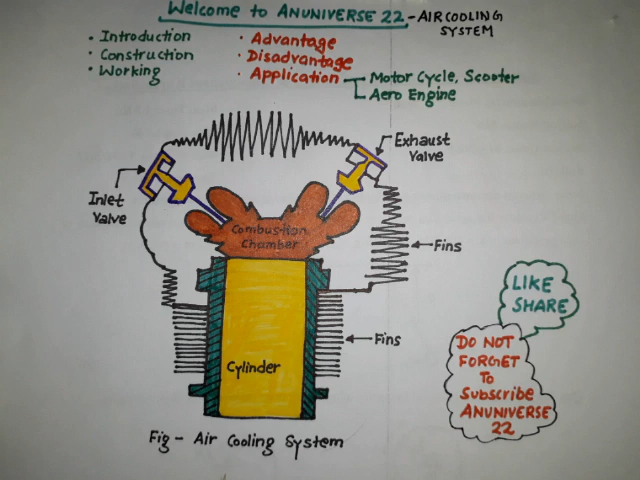 Welcome to ANUNIVERSE 22 - AIR COOLING SYSTEM
• Introduction
• Construction
• Working
• Advantage
• Disadvantage
• Application
Motor Cycle, Scooter
Aero Engine
Exhaust
Valve
Inlet
Valve
Combustion
Chamber
Fins
Fins
Cylinder
LIKE
SHARE
DO NOT
FORGET
To
Subscribe
ANUNIVERSE
22
Fig - Air Cooling System